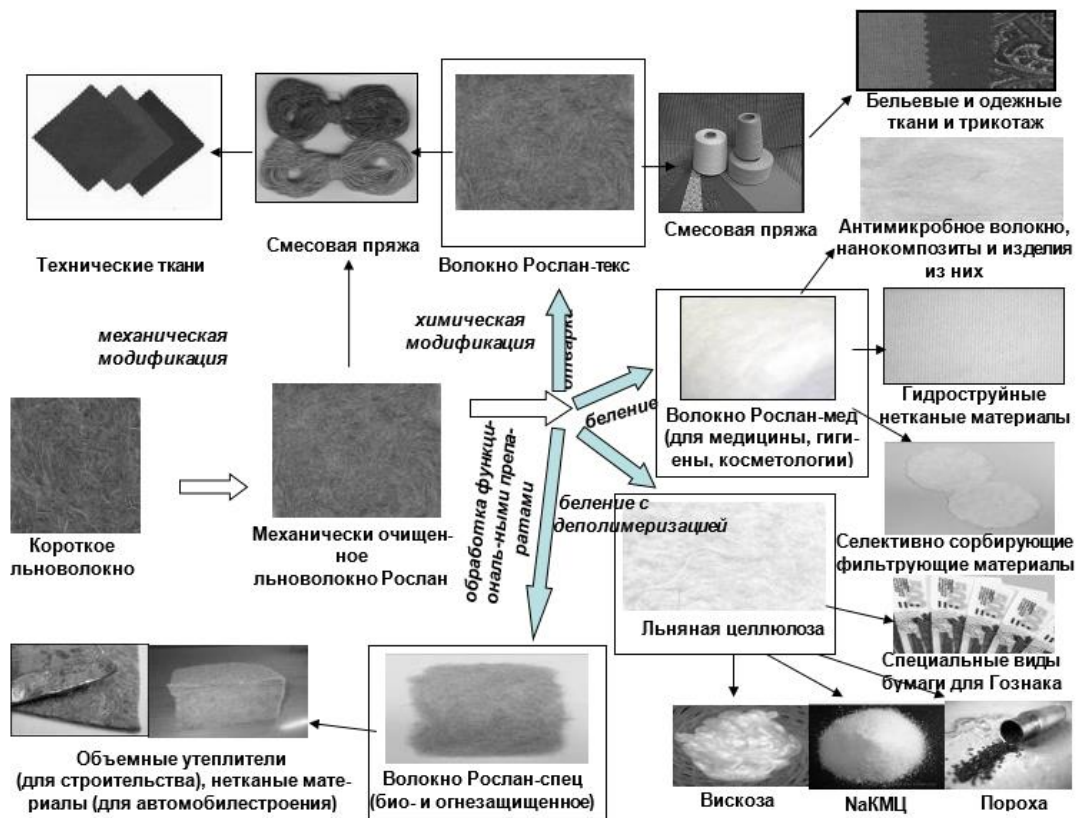 Бельевые и одежные
ткани и трикотаж
Смесовая пряжа
Смесовая пряжа
Антимикробное волокно,
нанокомпозиты и изделия
из них
Технические ткани
Волокно Рослан-текс
механическая
модификация
химическая
модификация
отварка
беление
Волокно Рослан-мед
(для медицины, гиги-
ены, косметологии)
Гидроструйные
нетканые материалы
Короткое
льноволокно
Механически очищен-
ное
льноволокно Рослан
обработка функци-
ональ-ными препа-
ратами
беление с
деполимеризацией
Селективно сорбирующие
фильтрующие материалы
Льняная целлюлоза
Специальные виды
бумаги для Гознака
Объемные утеплители
(для строительства), нетканые мате-
риалы (для автомобилестроения)
Волокно Рослан-спец
(био- и огнезащищенное)
Вискоза
NaКМЦ
Пороха